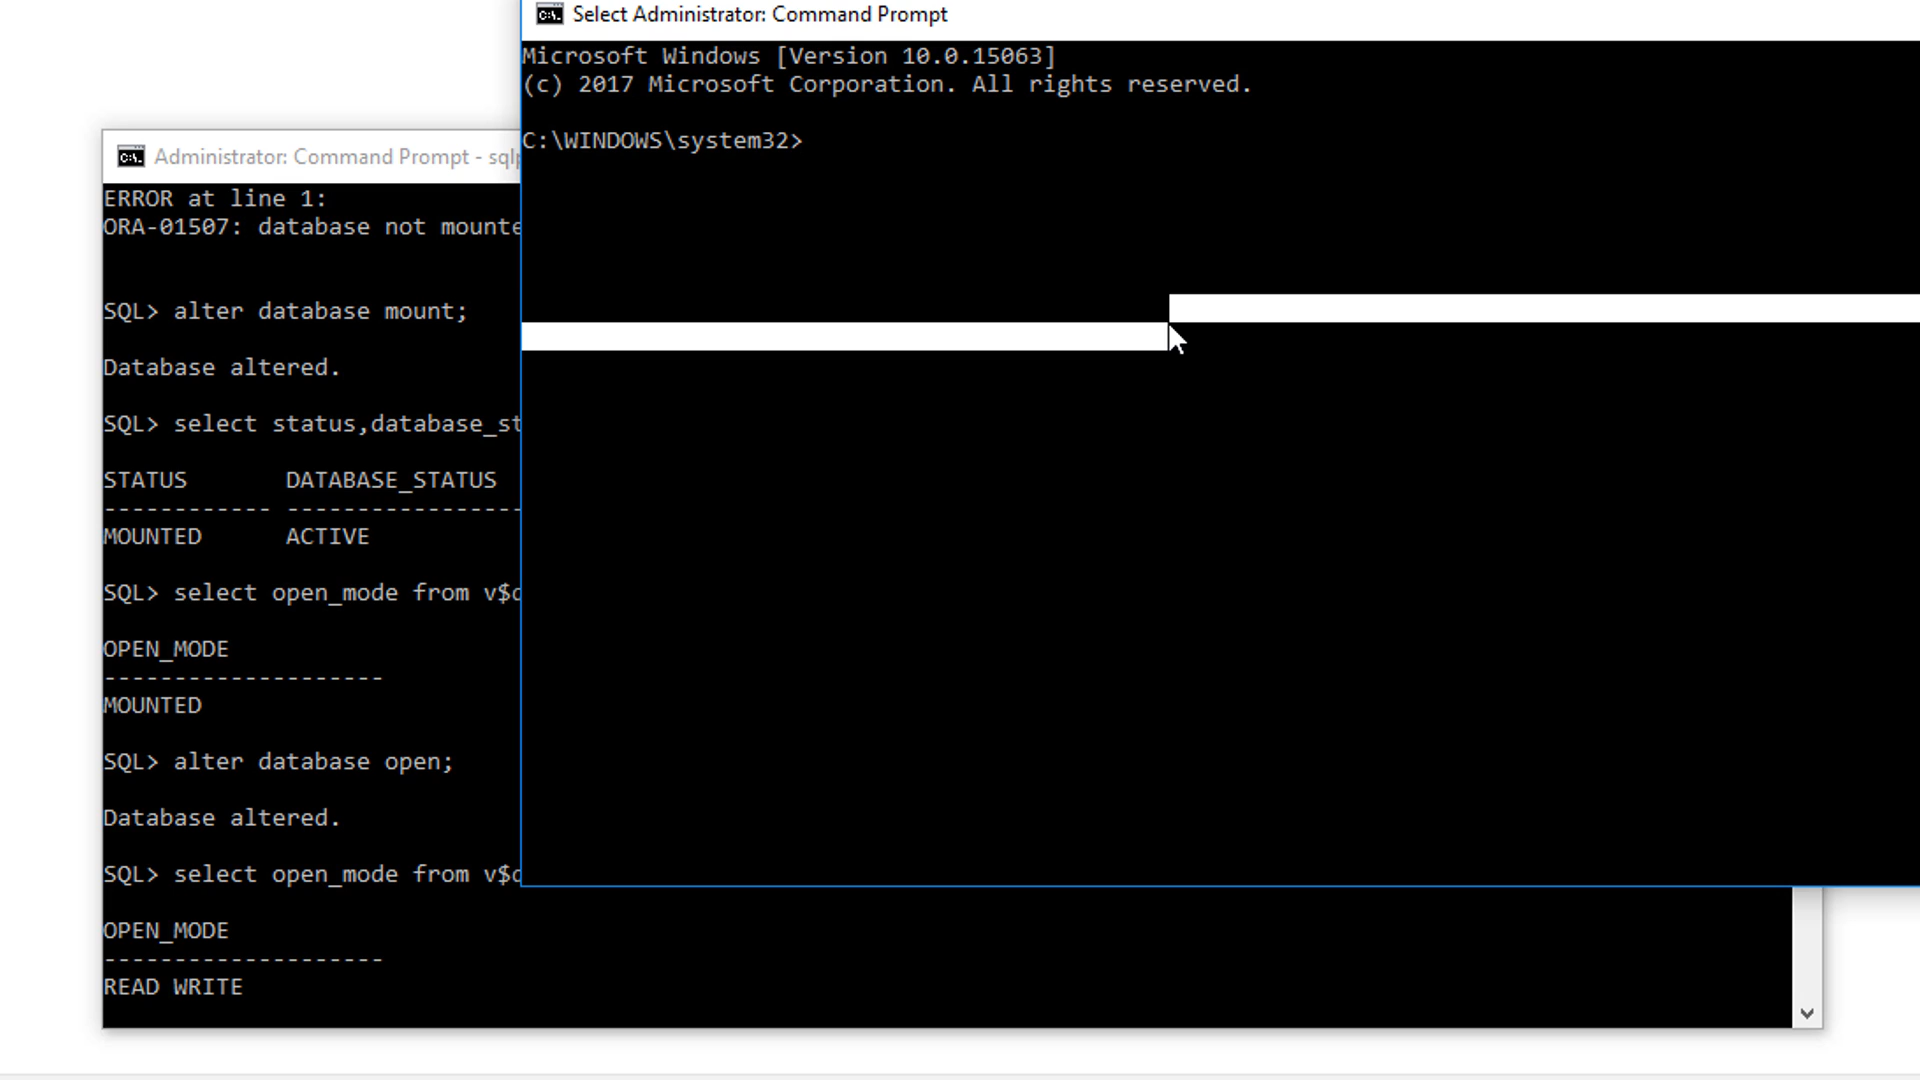 Select Administrator: Command Prompt
Microsoft Windows [Version 10.0.15063]
(c) 2017 Microsoft Corporation. All rights reserved.
C:\WINDOWS\system32>
Administrator: Command Prompt - sqlp
ERROR at line 1:
ORA-01507: database not mounte
SQL> alter database mount;
Database altered.
SQL> select status,database_st
STATUS       DATABASE_STATUS
------------ -----------------
MOUNTED      ACTIVE
SQL> select open_mode from v$d
OPEN_MODE
--------------------
MOUNTED
SQL> alter database open;
Database altered.
SQL> select open_mode from v$d
OPEN_MODE
--------------------
READ WRITE